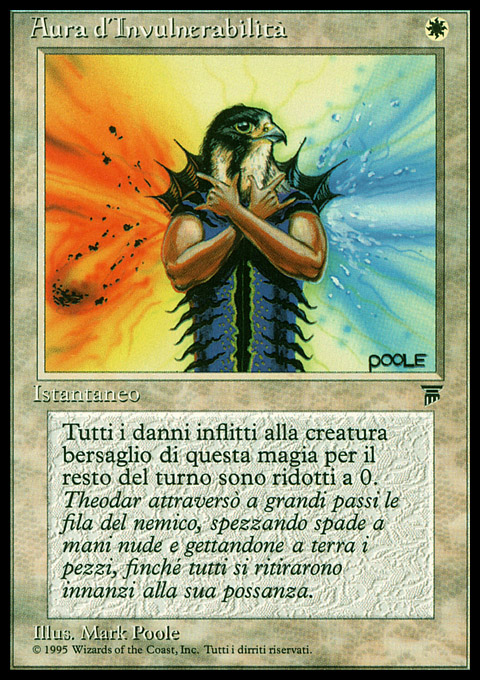 Aura d'Invulnerabilità
POOLE
Istantaneo
Tutti i danni inflitti alla creatura
bersaglio di questa magia per il
resto del turno sono ridotti a 0.
Theodar attraversò a grandi passi le
fila del nemico, spezzando spade a
mani nude e gettandone a terra i
pezzi, finché tutti si ritirarono
innanzi alla sua possanza.
Illus. Mark Poole
© 1995 Wizards of the Coast, Inc. Tutti i dirriti riservati.